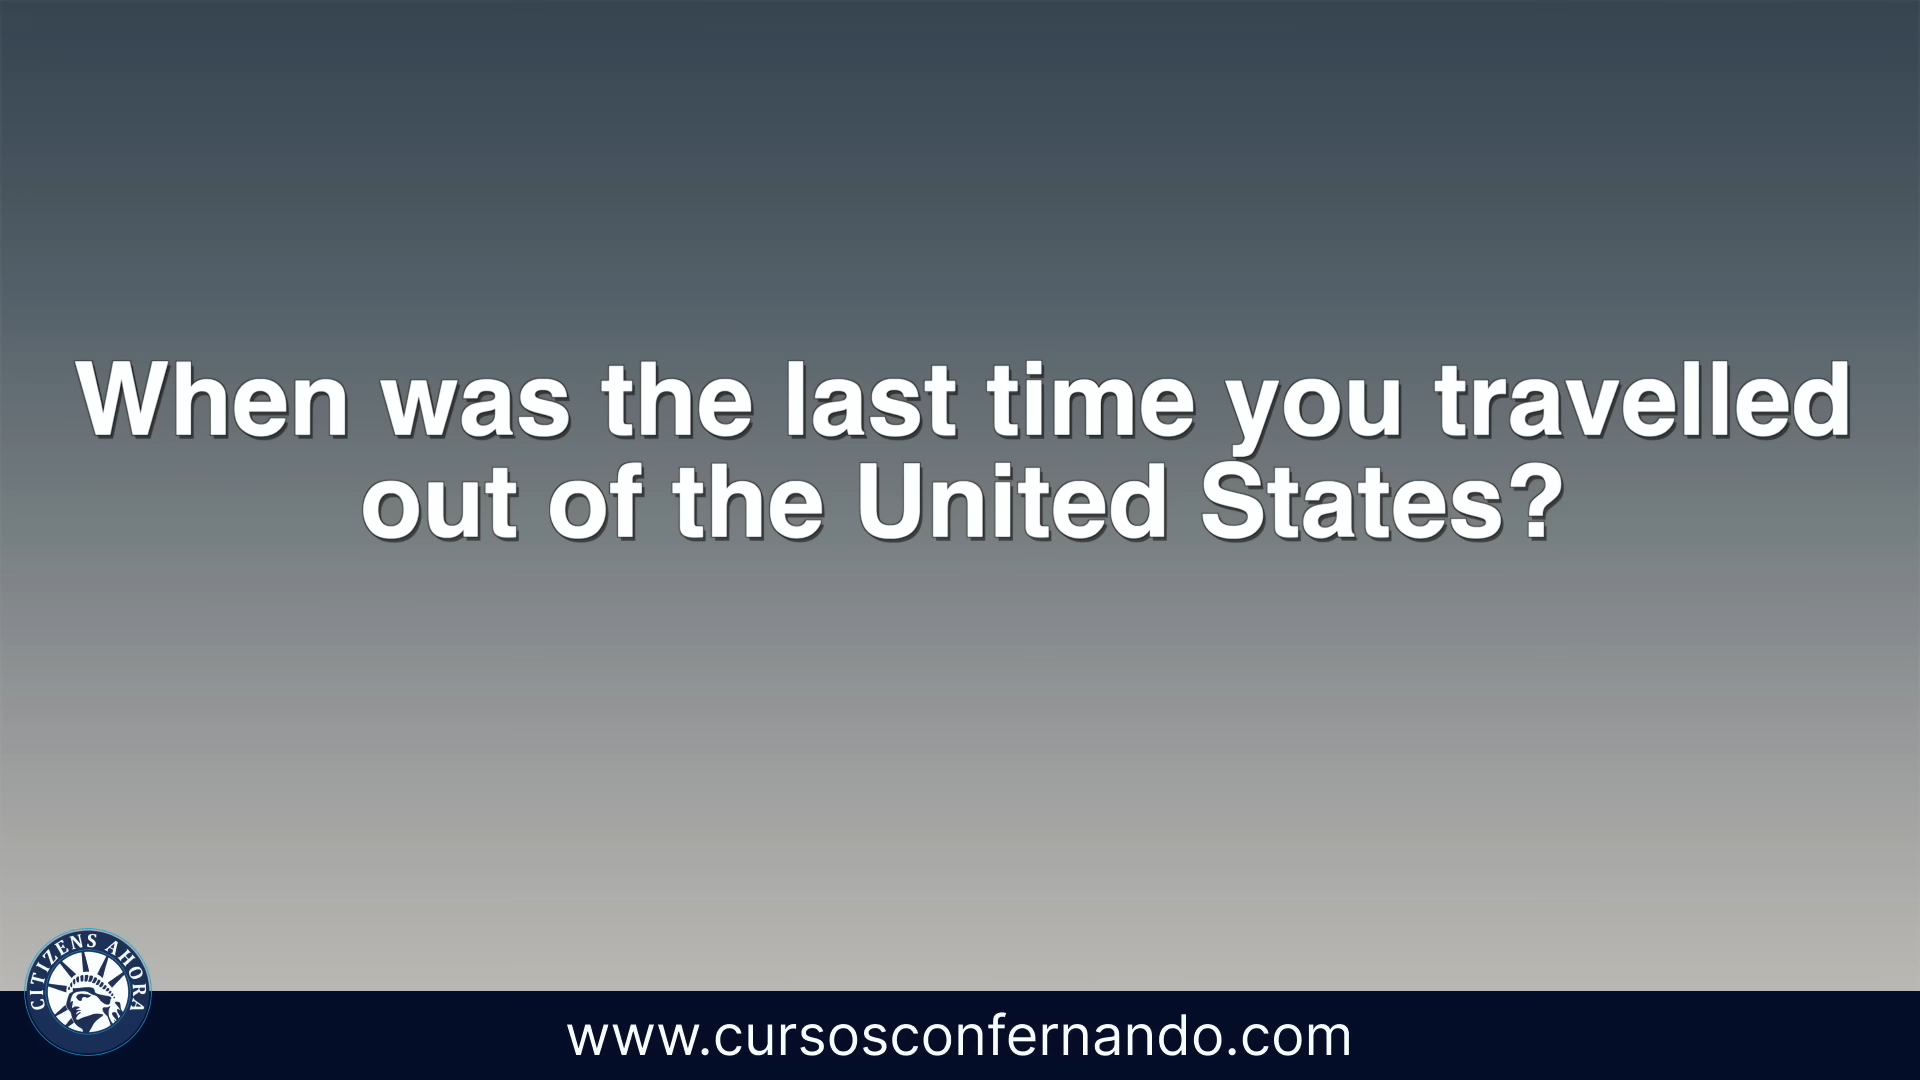 When was the last time you travelled
out of the United States?
CITIZENS AHORA
www.cursosconfernando.com